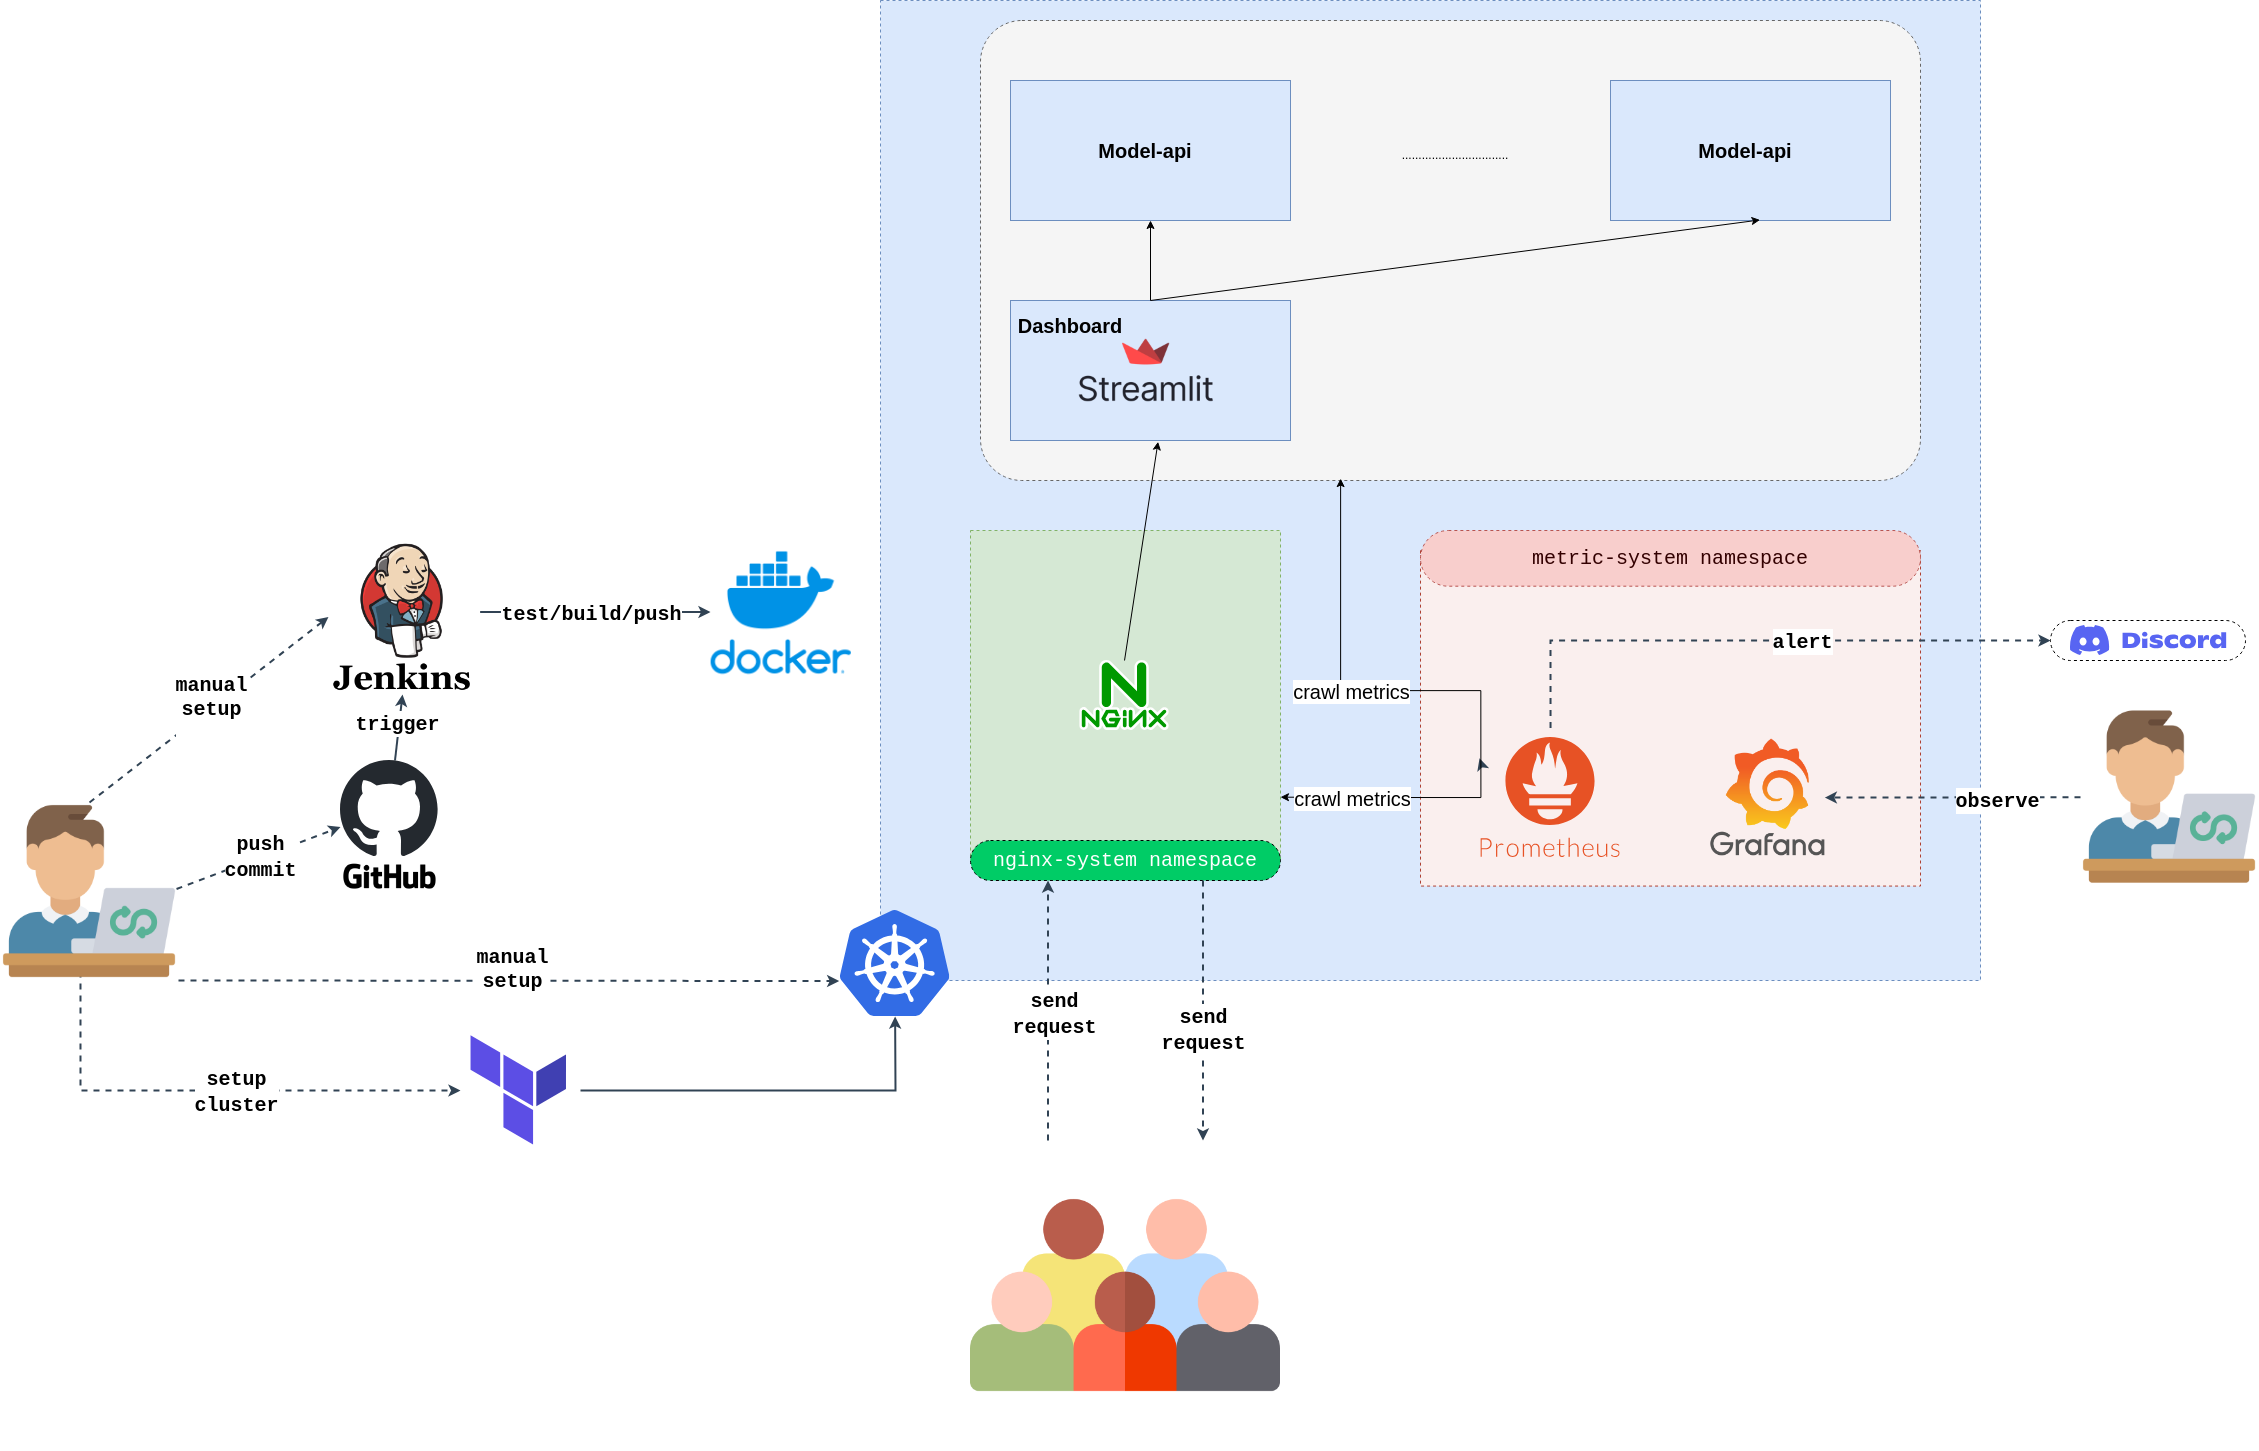 Model-api
................................
Model-api
Dashboard
Streamlit
metric-system namespace
Jenkins
test/build/push
docker
manual
setup
trigger
GitHub
push
commit
NGINX
crawl metrics
crawl metrics
alert
Discord
Prometheus
Grafana
observe
nginx-system namespace
manual
setup
send
request
send
request
setup
cluster